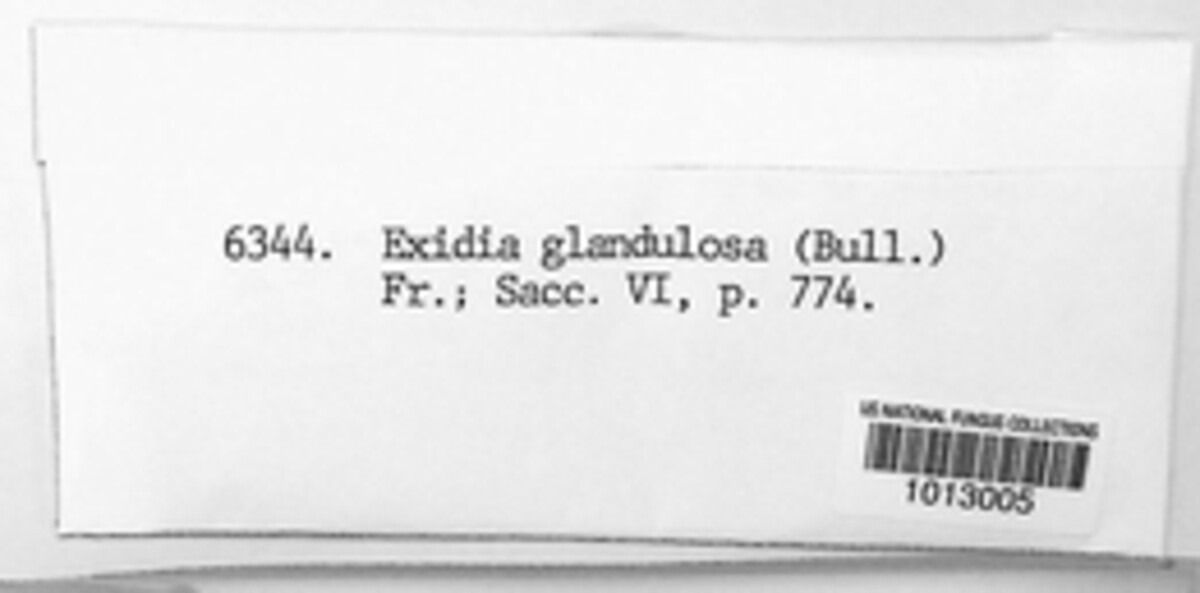 6344. Exidia glandulosa (Bull.)
Fr.; Sacc. VI, p. 774.
US NATIONAL FUNGUS COLLECTIONS
1013005